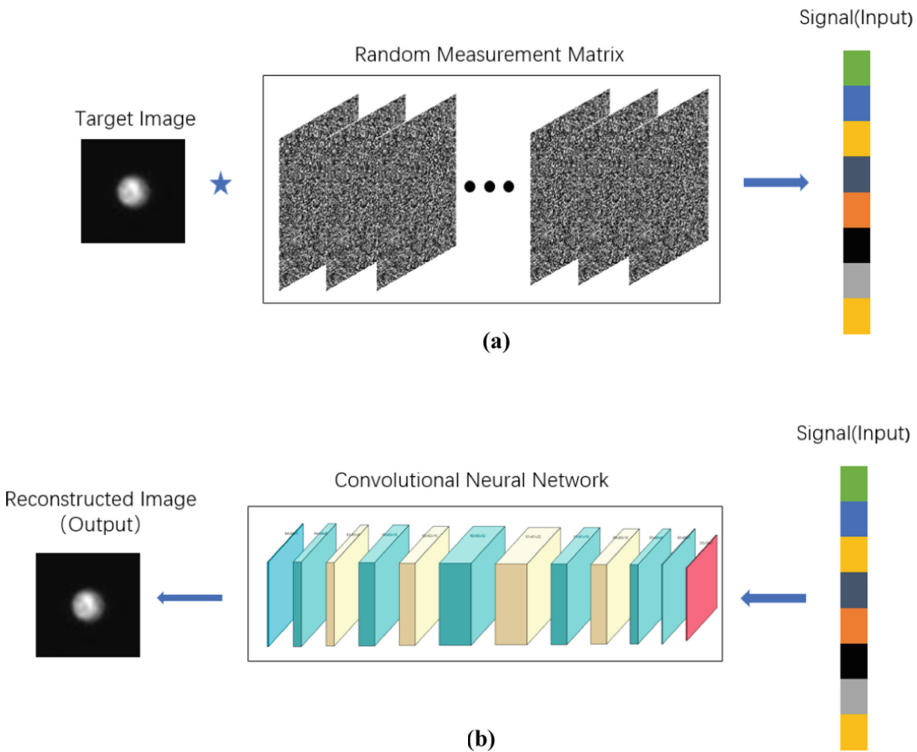 Signal(Input)
Random Measurement Matrix
Target Image
(a)
Signal(Input)
Convolutional Neural Network
Reconstructed Image
(Output)
(b)